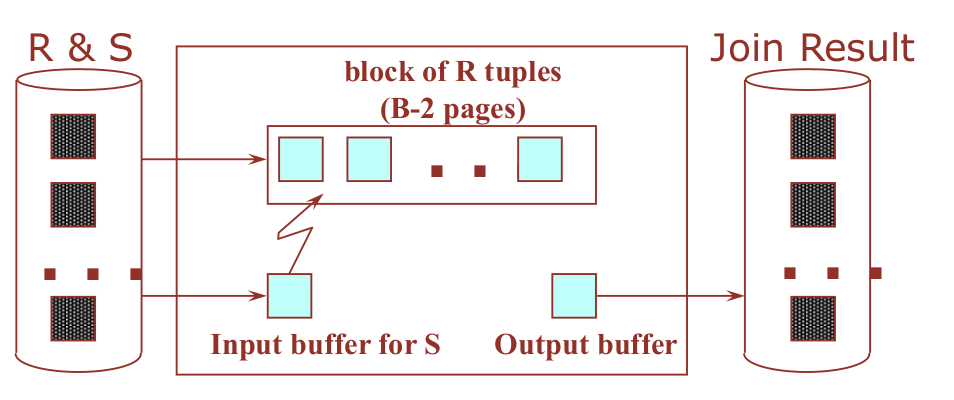 R & S
Join Result
block of R tuples
(B-2 pages)
Input buffer for S
Output buffer